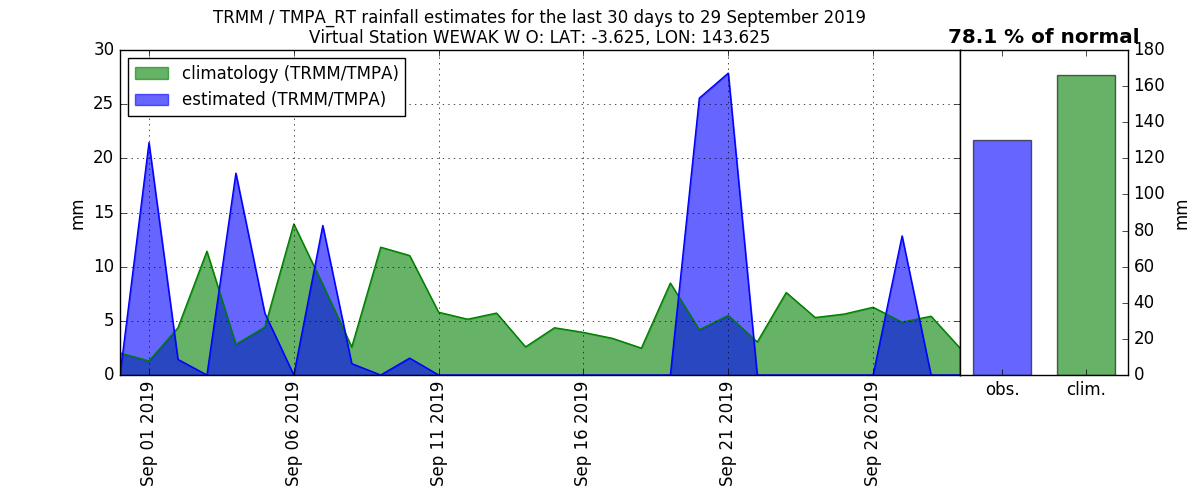 TRMM / TMPA_RT rainfall estimates for the last 30 days to 29 September 2019
Virtual Station WEWAK W O: LAT: -3.625, LON: 143.625
78.1 % of normal
climatology (TRMM/TMPA)
estimated (TRMM/TMPA)
30
25
20
15
10
5
0
mm
Sep 01 2019
Sep 06 2019
Sep 11 2019
Sep 16 2019
Sep 21 2019
Sep 26 2019
180
160
140
120
100
80
60
40
20
0
mm
obs.
clim.